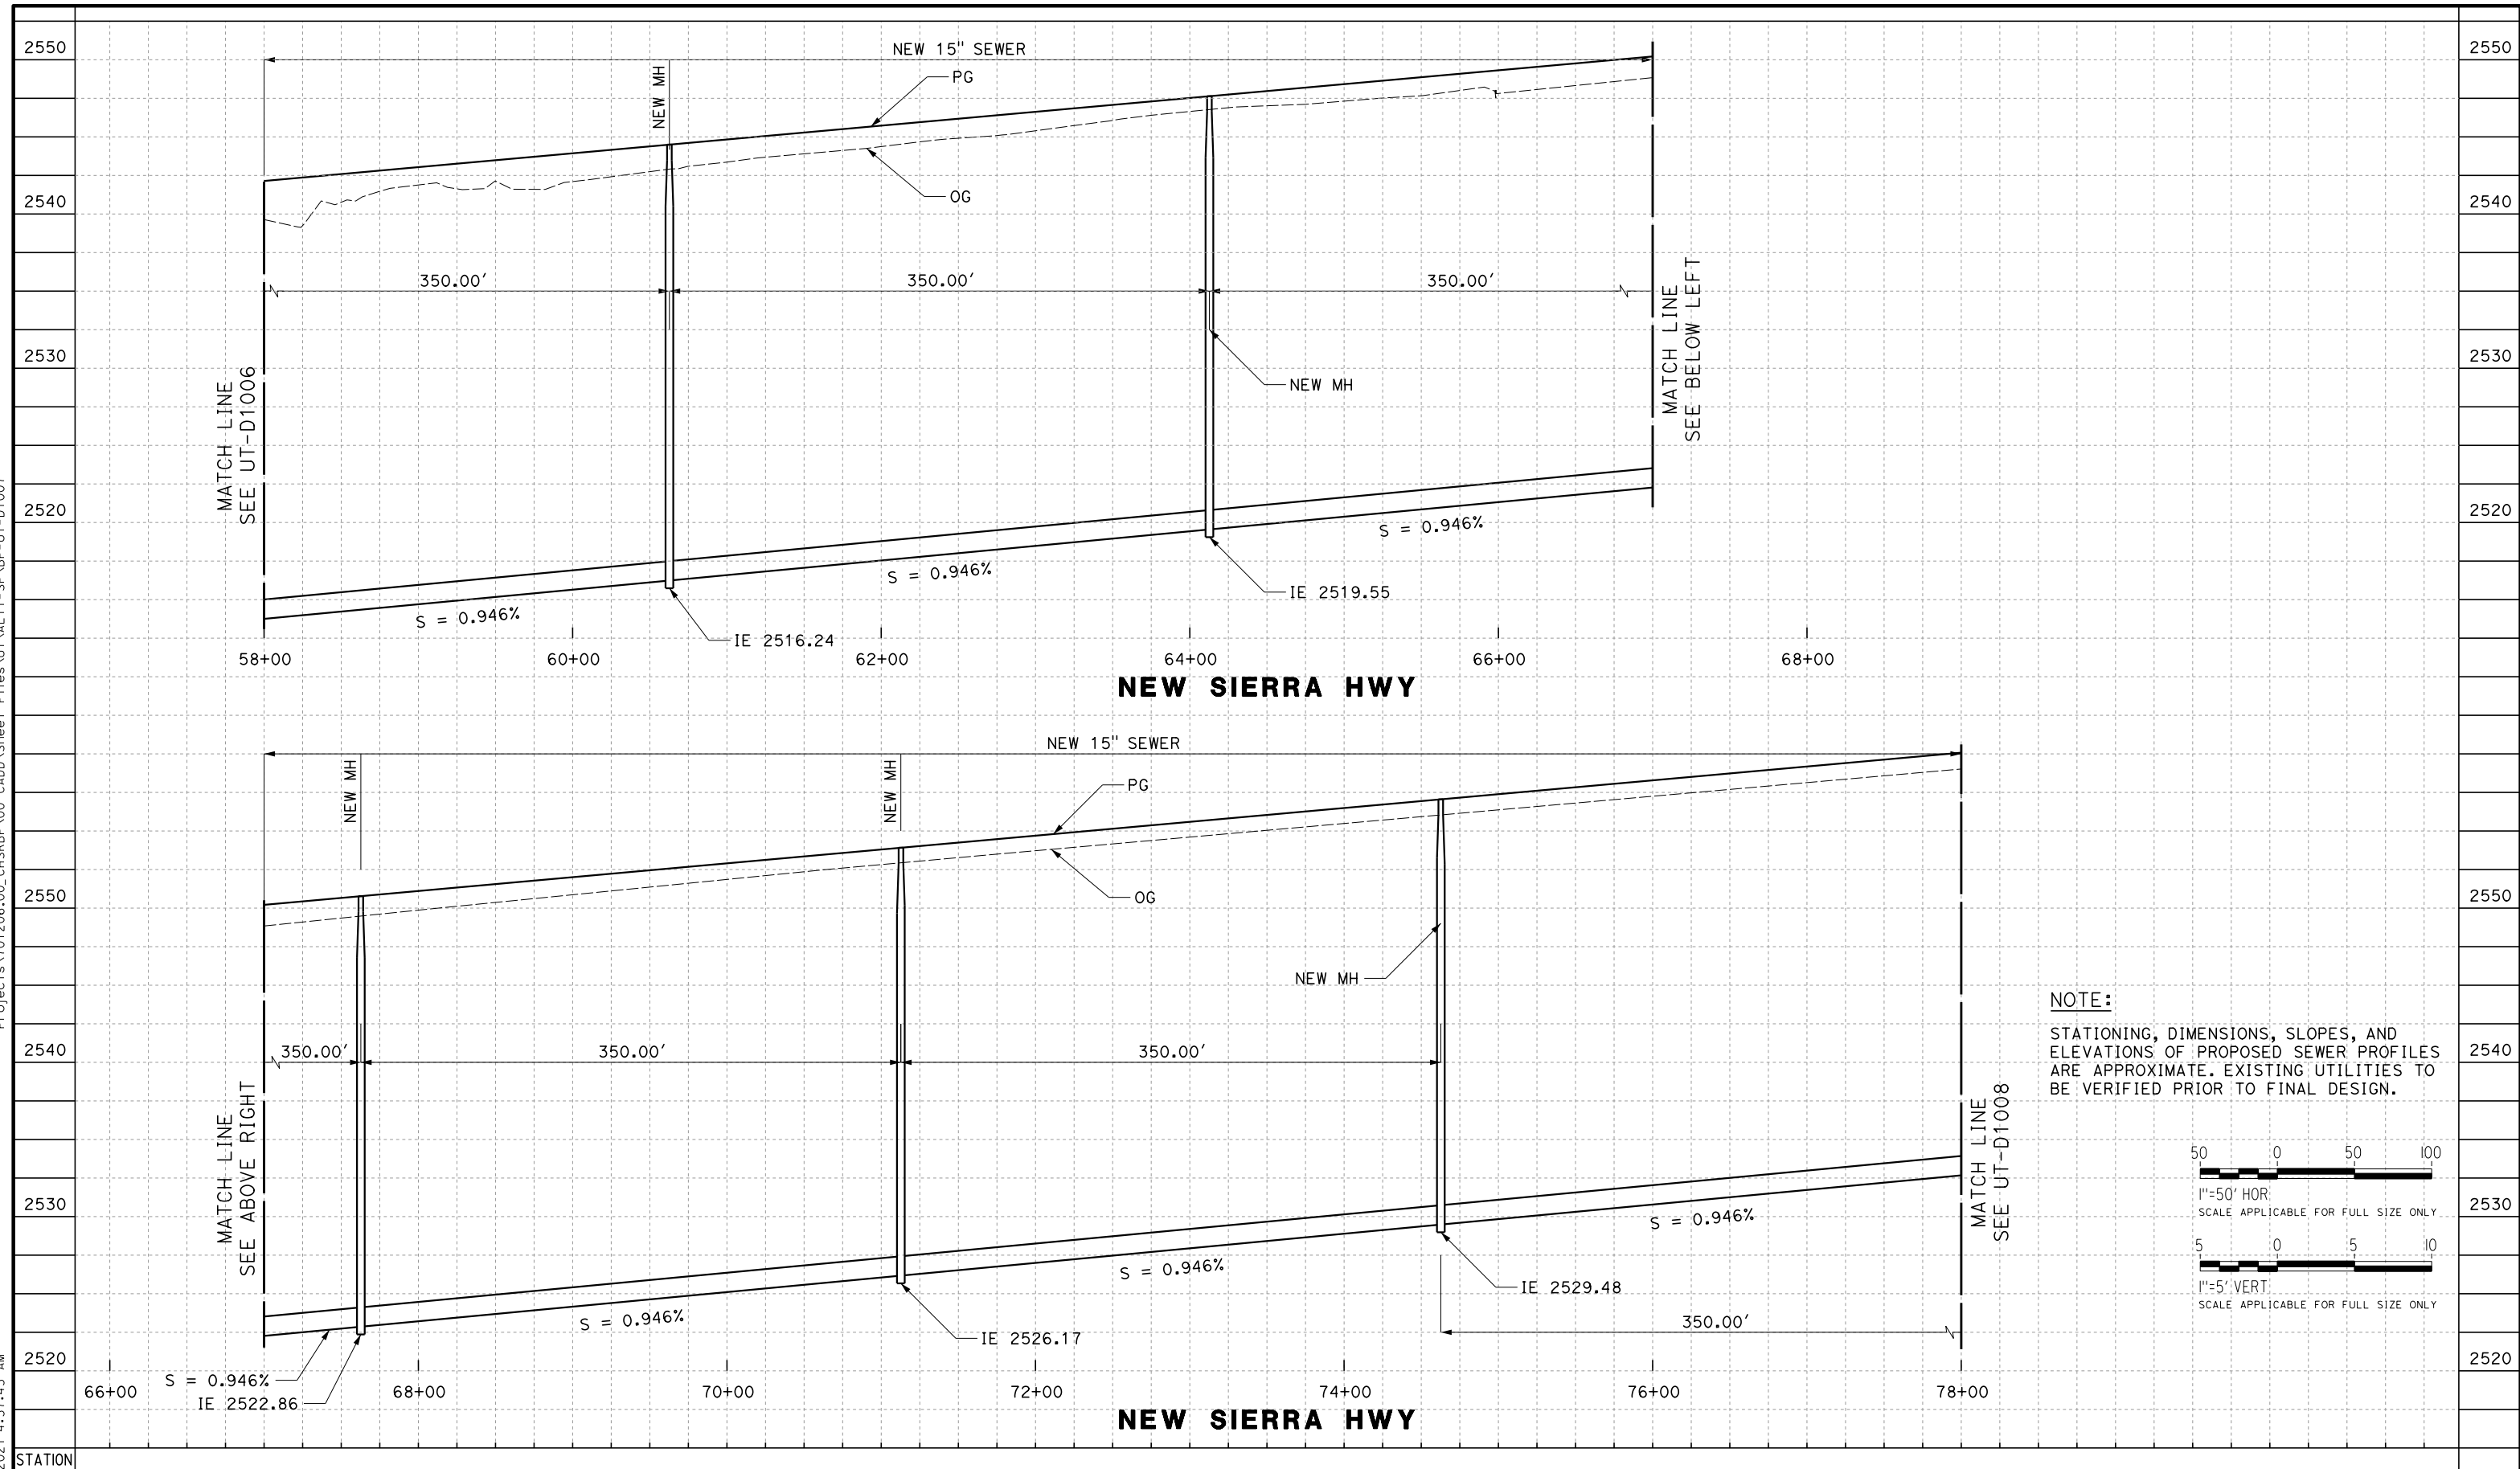 2550
2540
2530
2520
2550
2540
2530
2520
NEW 15" SEWER
NEW MH
PG
OG
350.00'
350.00'
350.00'
MATCH LINE
SEE UT-D1006
MATCH LINE
SEE BELOW LEFT
NEW MH
S = 0.946%
S = 0.946%
S = 0.946%
IE 2516.24
IE 2519.55
58+00
60+00
62+00
64+00
66+00
68+00
NEW SIERRA HWY
NEW 15" SEWER
NEW MH
NEW MH
PG
OG
NEW MH
2550
2540
2530
2520
2550
2540
2530
2520
350.00'
350.00'
350.00'
350.00'
MATCH LINE
SEE ABOVE RIGHT
MATCH LINE
SEE UT-D1008
S = 0.946%
S = 0.946%
S = 0.946%
S = 0.946%
IE 2522.86
IE 2526.17
IE 2529.48
66+00
68+00
70+00
72+00
74+00
76+00
78+00
NEW SIERRA HWY
STATION
NOTE:
STATIONING, DIMENSIONS, SLOPES, AND
ELEVATIONS OF PROPOSED SEWER PROFILES
ARE APPROXIMATE. EXISTING UTILITIES TO
BE VERIFIED PRIOR TO FINAL DESIGN.
50 0 50 100
1"=50' HOR
SCALE APPLICABLE FOR FULL SIZE ONLY
5 0 5 10
1"=5' VERT
SCALE APPLICABLE FOR FULL SIZE ONLY